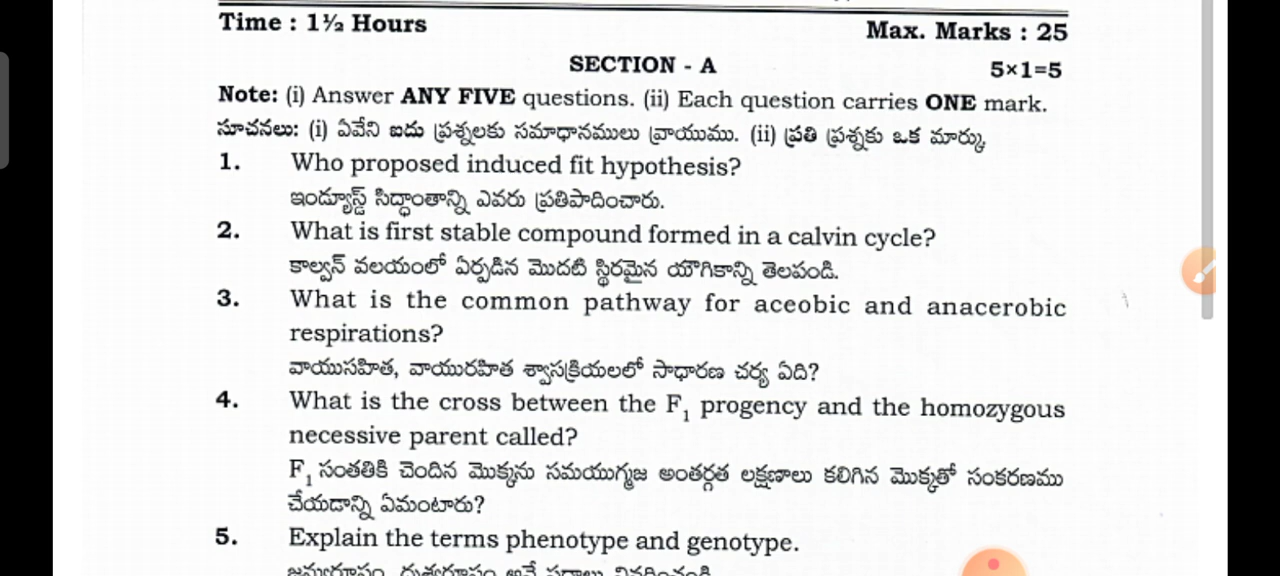 Time : 1½ Hours
Max. Marks : 25
SECTION - A
5×1=5
Note: (i) Answer ANY FIVE questions. (ii) Each question carries ONE mark.
సూచనలు: (i) ఏవేని ఐదు ప్రశ్నలకు సమాధానములు వ్రాయుము. (ii) ప్రతి ప్రశ్నకు ఒక మార్కు
1. Who proposed induced fit hypothesis?
ఇండ్యూస్డ్ సిద్ధాంతాన్ని ఎవరు ప్రతిపాదించారు.
2. What is first stable compound formed in a calvin cycle?
కాల్వన్ వలయంలో ఏర్పడిన మొదటి స్థిరమైన యౌగికాన్ని తెలపండి.
3. What is the common pathway for aceobic and anacerobic
respirations?
వాయుసహిత, వాయురహిత శ్వాసక్రియలలో సాధారణ చర్య ఏది?
4. What is the cross between the F₁ progency and the homozygous
necessive parent called?
F₁ సంతతికి చెందిన మొక్కను సమయుగ్మజ అంతర్గత లక్షణాలు కలిగిన మొక్కతో సంకరణము
చేయడాన్ని ఏమంటారు?
5. Explain the terms phenotype and genotype.